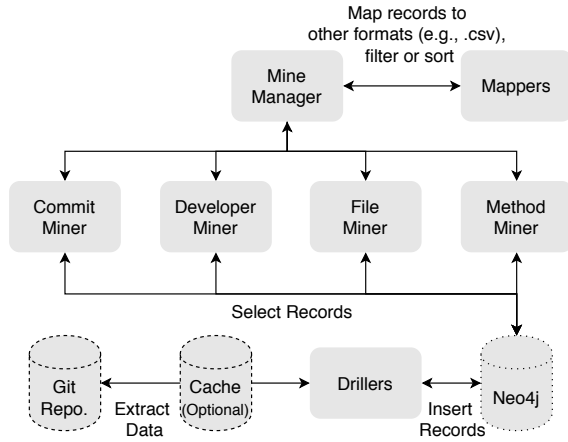 Map records to
other formats (e.g., .csv),
filter or sort
Mine
Manager
Mappers
Commit
Miner
Developer
Miner
File
Miner
Method
Miner
Select Records
Git
Repo.
Extract
Data
Cache
(Optional)
Drillers
Insert
Records
Neo4j